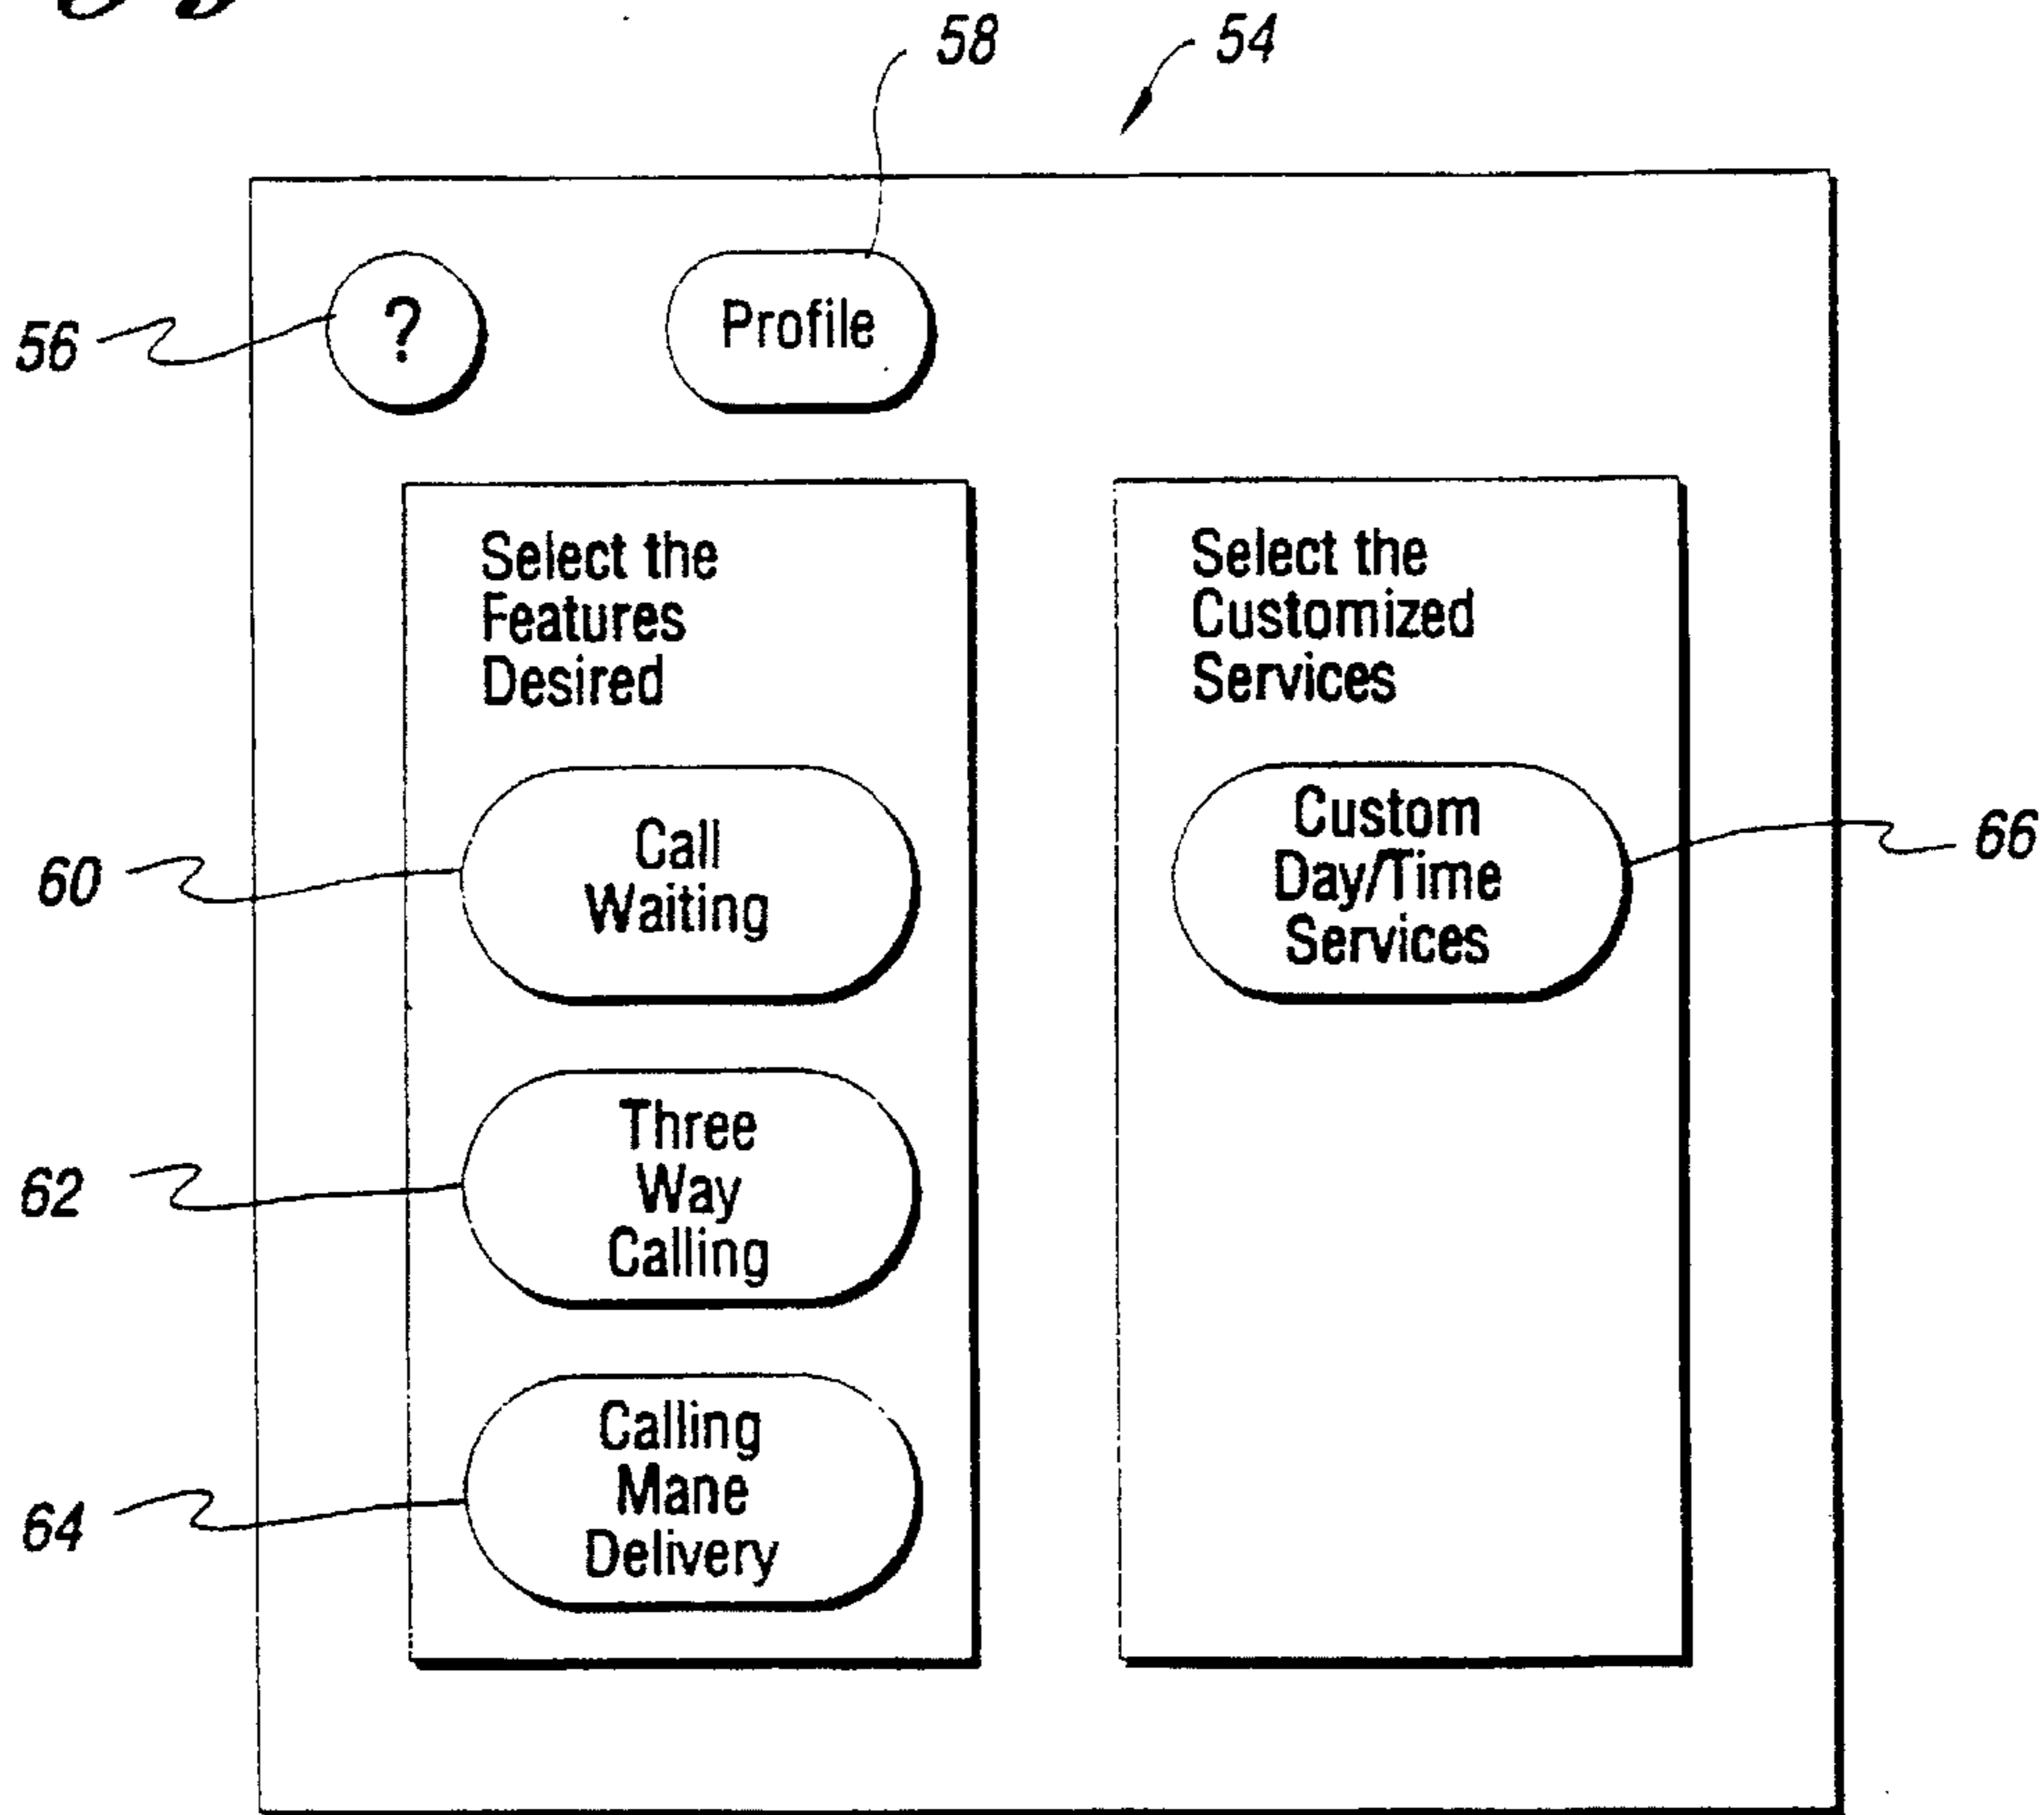 58
54
56
?
Profile
Select the
Features
Desired
Select the
Customized
Services
60
Call
Waiting
Custom
Day/Time
Services
66
62
Three
Way
Calling
64
Calling
Mane
Delivery